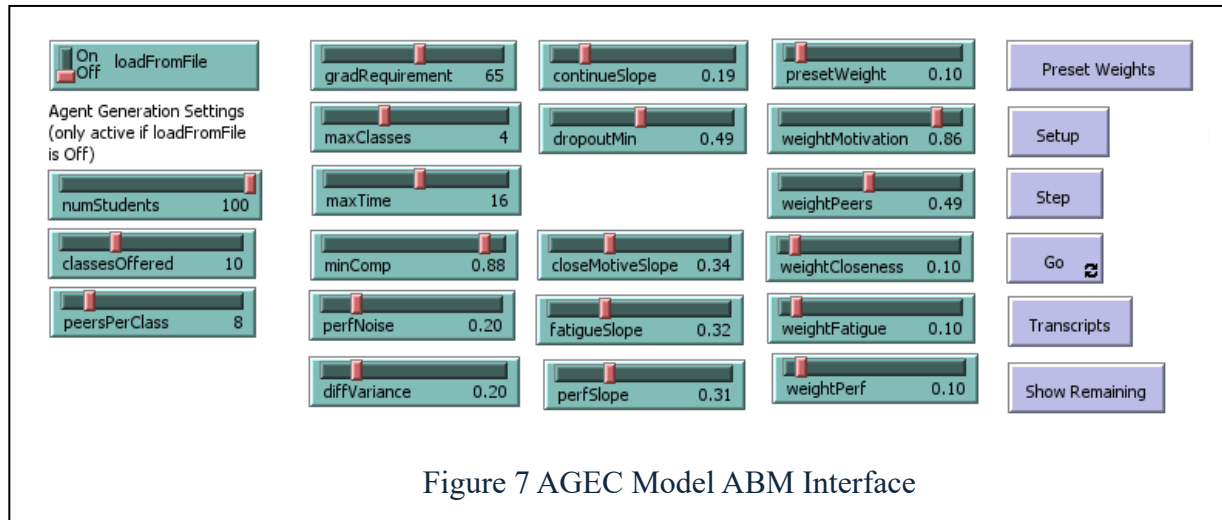 On
Off loadFromFile
Agent Generation Settings
(only active if loadFromFile
is Off)
numStudents 100
classesOffered 10
peersPerClass 8
gradRequirement 65
maxClasses 4
maxTime 16
minComp 0.88
perfNoise 0.20
diffVariance 0.20
continueSlope 0.19
dropoutMin 0.49
closeMotiveSlope 0.34
fatigueSlope 0.32
perfSlope 0.31
presetWeight 0.10
weightMotivation 0.86
weightPeers 0.49
weightCloseness 0.10
weightFatigue 0.10
weightPerf 0.10
Preset Weights
Setup
Step
Go
Transcripts
Show Remaining
Figure 7 AGEC Model ABM Interface